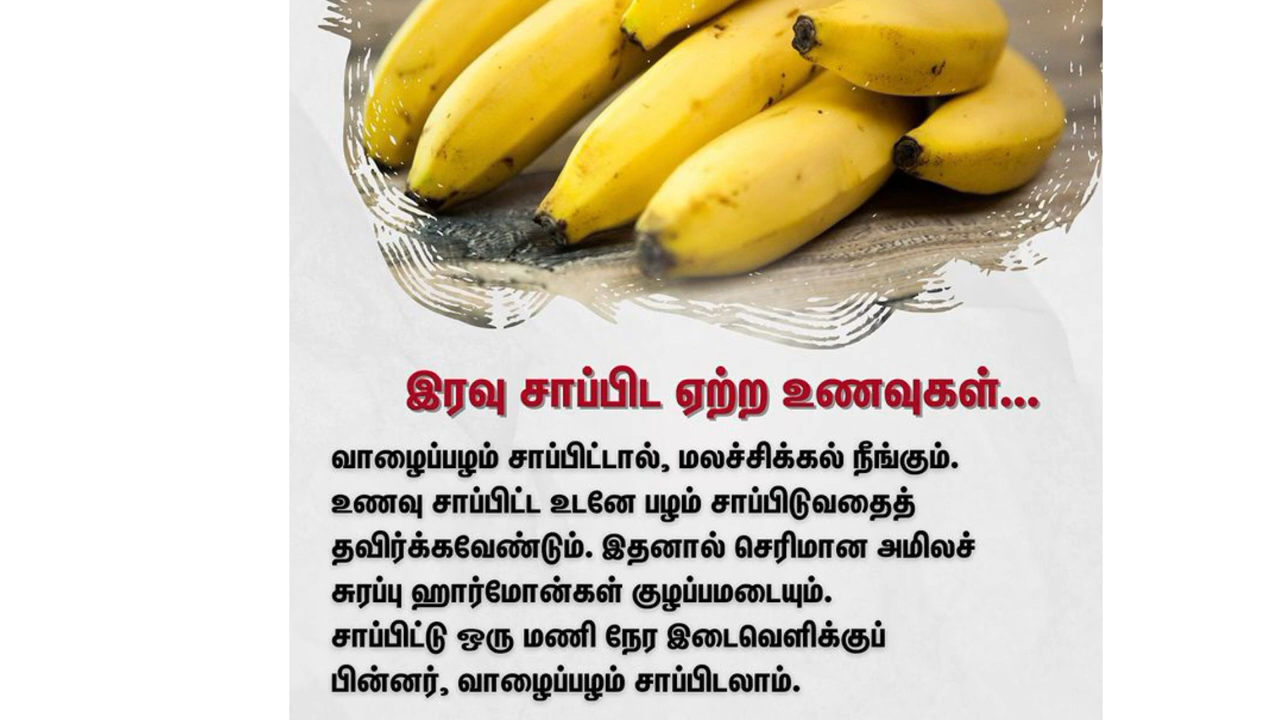 இரவு சாப்பிட ஏற்ற உணவுகள்...
வாழைப்பழம் சாப்பிட்டால், மலச்சிக்கல் நீங்கும்.
உணவு சாப்பிட்ட உடனே பழம் சாப்பிடுவதைத்
தவிர்க்கவேண்டும். இதனால் செரிமான அமிலச்
சுரப்பு ஹார்மோன்கள் குழப்பமடையும்.
சாப்பிட்டு ஒரு மணி நேர இடைவெளிக்குப்
பின்னர், வாழைப்பழம் சாப்பிடலாம்.